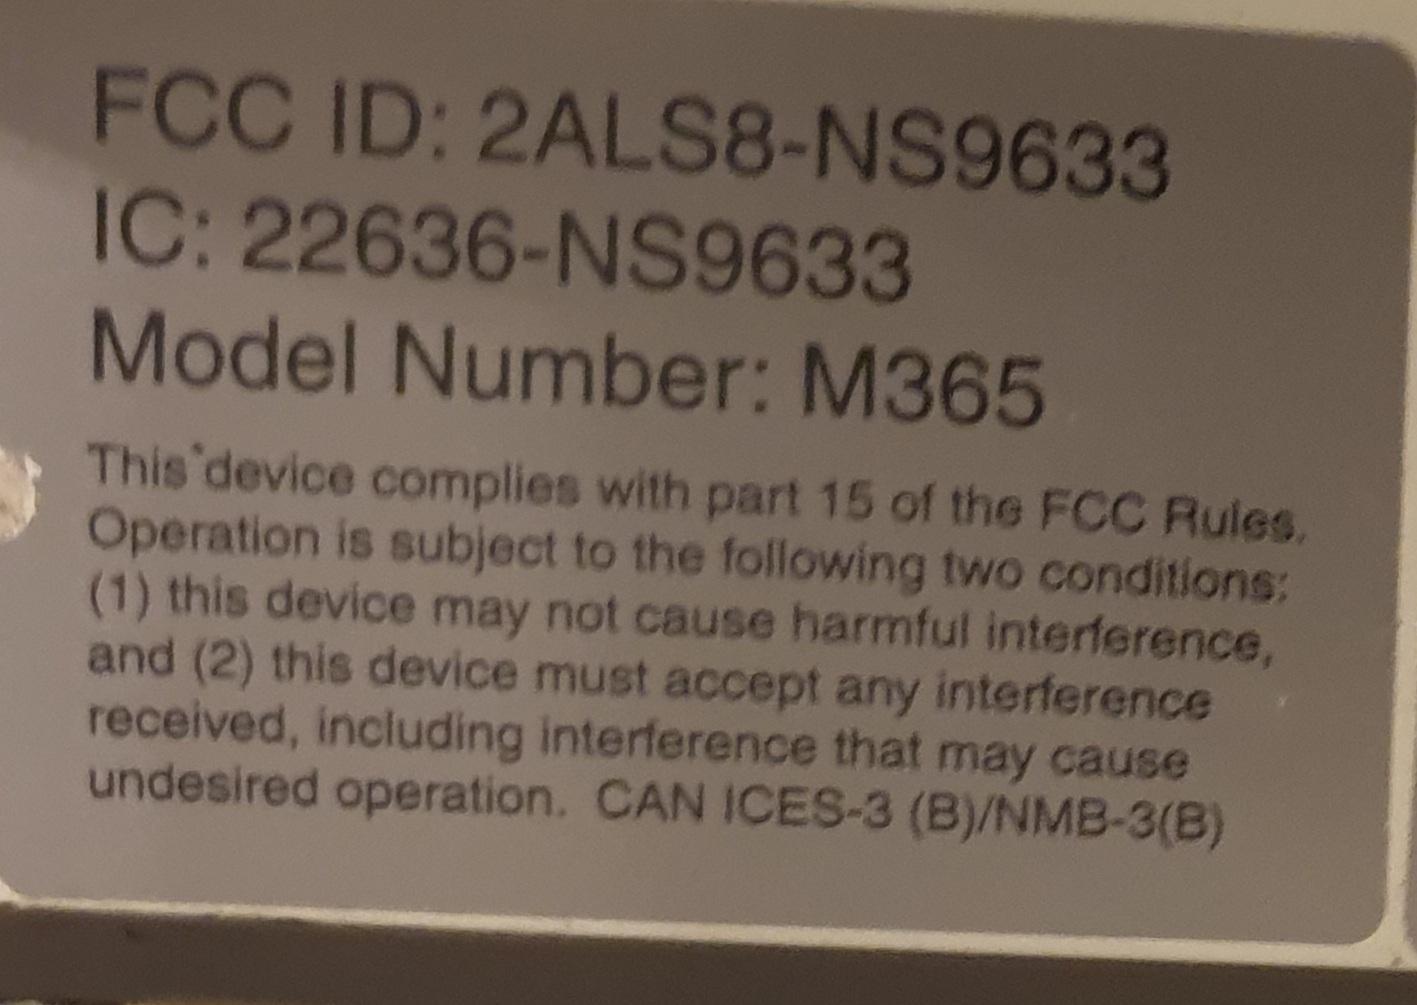 FCC ID: 2ALS8-NS9633
IC: 22636-NS9633
Model Number: M365
This device complies with part 15 of the FCC Rules.
Operation is subject to the following two conditions:
(1) this device may not cause harmful interference,
and (2) this device must accept any interference
received, including interference that may cause
undesired operation. CAN ICES-3 (B)/NMB-3(B)